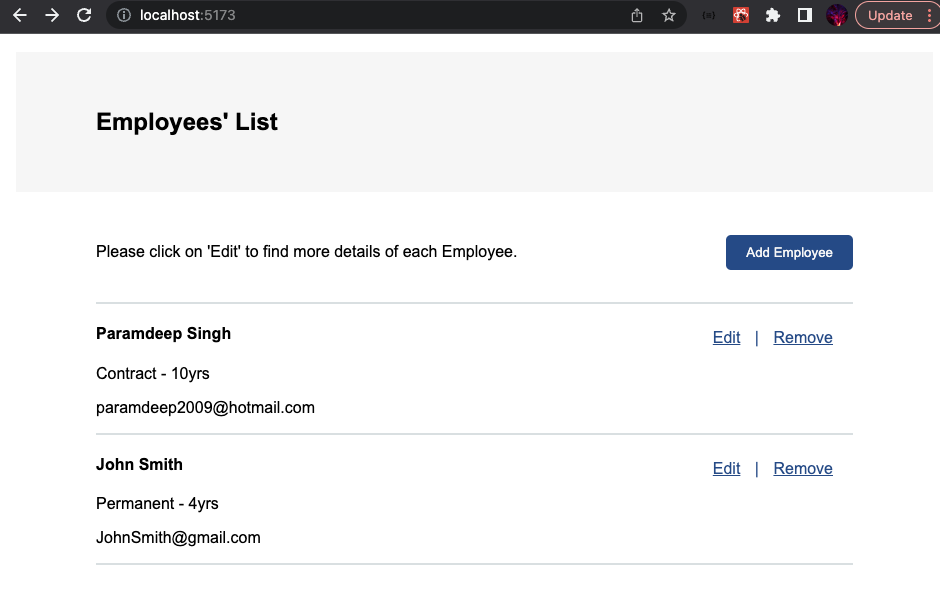 localhost:5173
Update
Employees' List
Please click on 'Edit' to find more details of each Employee.
Add Employee
Paramdeep Singh
Edit | Remove
Contract - 10yrs
paramdeep2009@hotmail.com
John Smith
Edit | Remove
Permanent - 4yrs
JohnSmith@gmail.com